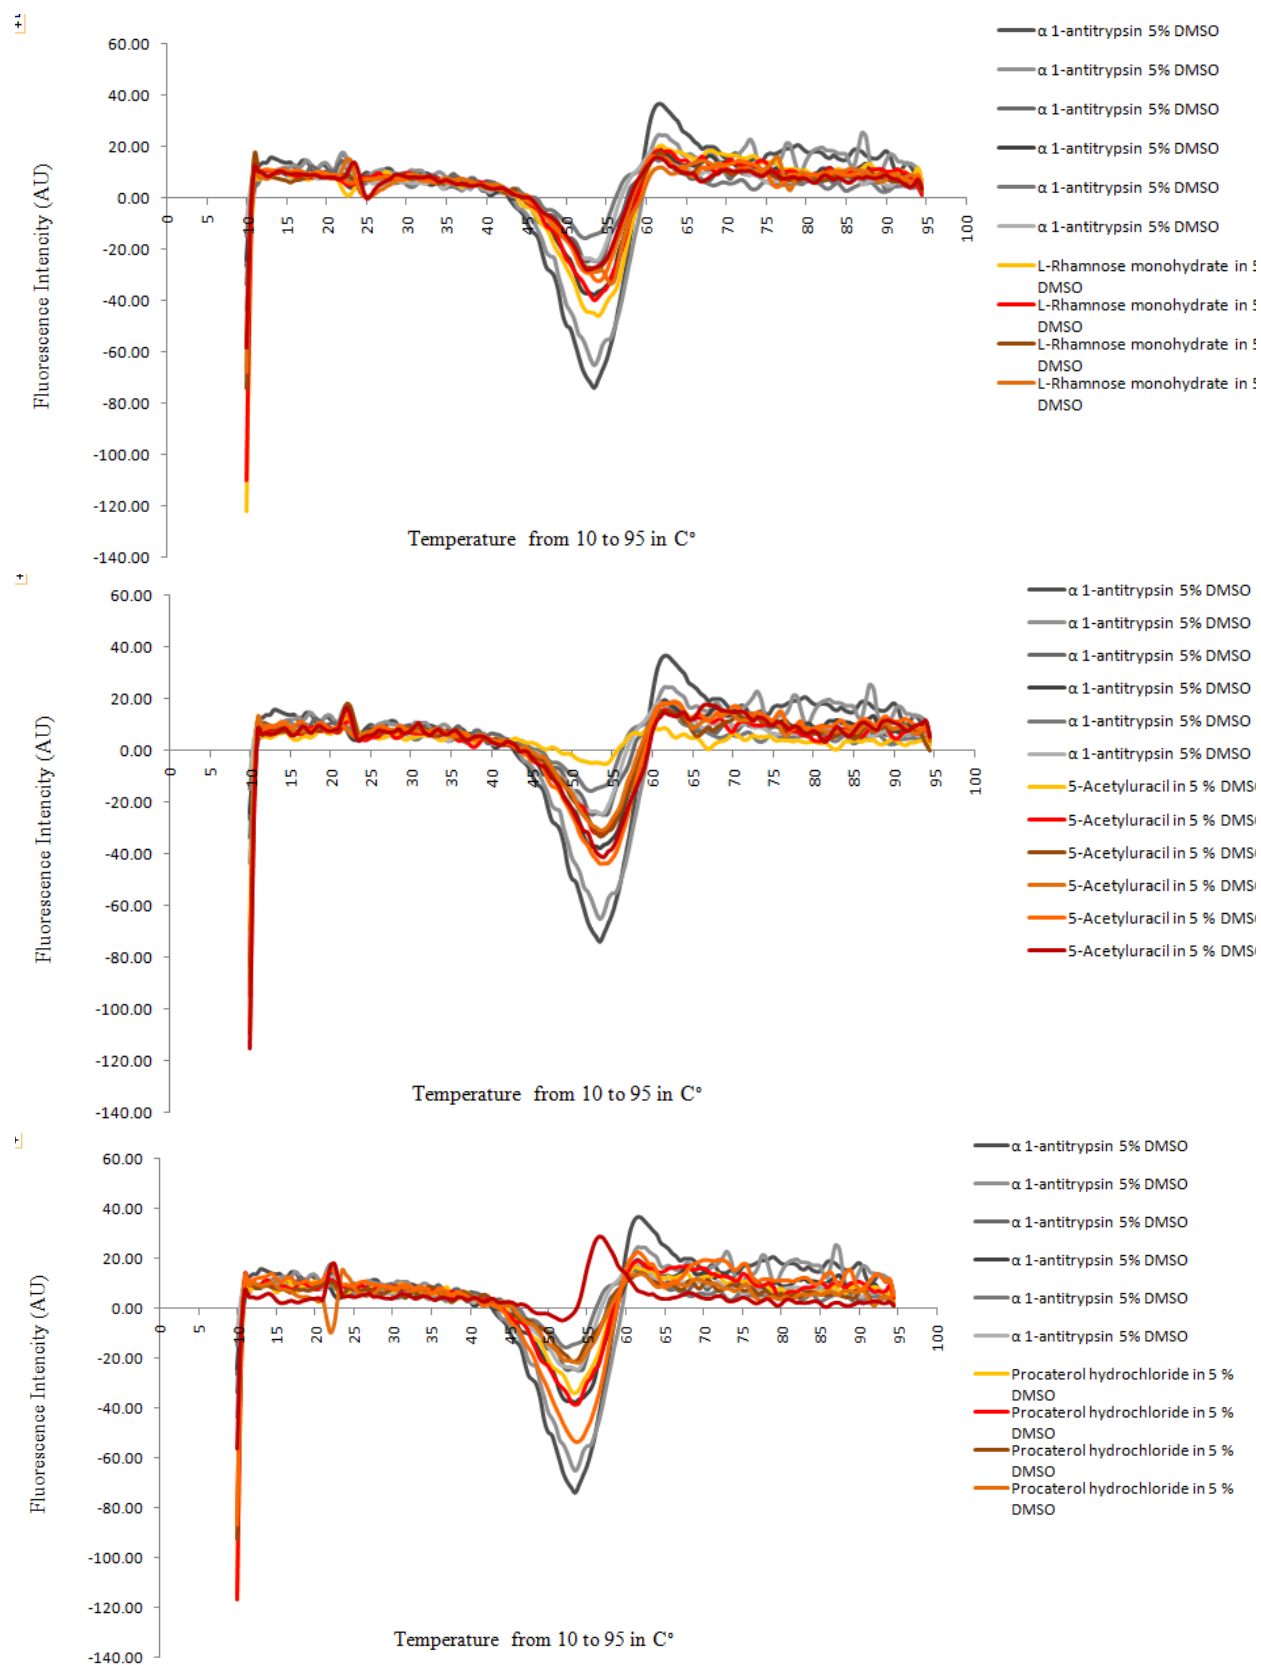 60.00
40.00
20.00
0.00
-20.00
-40.00
-60.00
-80.00
-100.00
-120.00
-140.00
0 5 10 15 20 25 30 35 40 45 50 55 60 65 70 75 80 85 90 95 100
Fluorescence Intencity (AU)
Temperature from 10 to 95 in C°
α 1-antitrypsin 5% DMSO
α 1-antitrypsin 5% DMSO
α 1-antitrypsin 5% DMSO
α 1-antitrypsin 5% DMSO
α 1-antitrypsin 5% DMSO
α 1-antitrypsin 5% DMSO
L-Rhamnose monohydrate in 5
DMSO
L-Rhamnose monohydrate in 5
DMSO
L-Rhamnose monohydrate in 5
DMSO
L-Rhamnose monohydrate in 5
DMSO
60.00
40.00
20.00
0.00
-20.00
-40.00
-60.00
-80.00
-100.00
-120.00
-140.00
0 5 10 15 20 25 30 35 40 45 50 55 60 65 70 75 80 85 90 95 100
Fluorescence Intencity (AU)
Temperature from 10 to 95 in C°
α 1-antitrypsin 5% DMSO
α 1-antitrypsin 5% DMSO
α 1-antitrypsin 5% DMSO
α 1-antitrypsin 5% DMSO
α 1-antitrypsin 5% DMSO
α 1-antitrypsin 5% DMSO
5-Acetyluracil in 5 % DMS
5-Acetyluracil in 5 % DMS
5-Acetyluracil in 5 % DMS
5-Acetyluracil in 5 % DMS
5-Acetyluracil in 5 % DMS
5-Acetyluracil in 5 % DMS
60.00
40.00
20.00
0.00
-20.00
-40.00
-60.00
-80.00
-100.00
-120.00
-140.00
0 5 10 15 20 25 30 35 40 45 50 55 60 65 70 75 80 85 90 95 100
Fluorescence Intencity (AU)
Temperature from 10 to 95 in C°
α 1-antitrypsin 5% DMSO
α 1-antitrypsin 5% DMSO
α 1-antitrypsin 5% DMSO
α 1-antitrypsin 5% DMSO
α 1-antitrypsin 5% DMSO
α 1-antitrypsin 5% DMSO
Procaterol hydrochloride in 5 %
DMSO
Procaterol hydrochloride in 5 %
DMSO
Procaterol hydrochloride in 5 %
DMSO
Procaterol hydrochloride in 5 %
DMSO